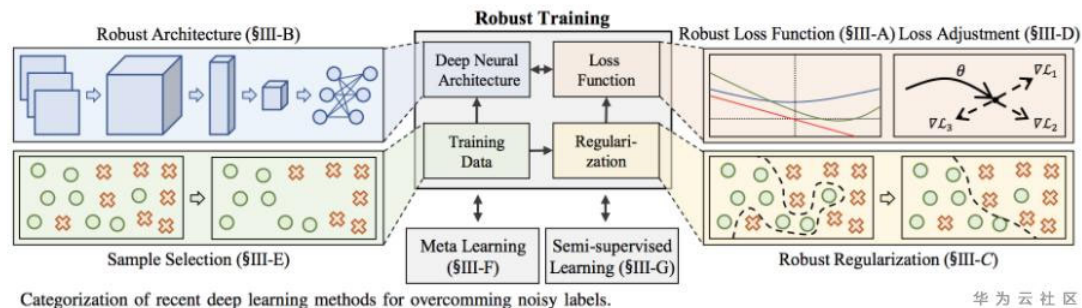 Robust Training
Robust Architecture (§III-B)
Robust Loss Function (§III-A) Loss Adjustment (§III-D)
Deep Neural
Architecture
Loss
Function
θ
∇ℒ₁
∇ℒ₃
∇ℒ₂
Training
Data
Regulari-
zation
Meta Learning
(§III-F)
Semi-supervised
Learning (§III-G)
Sample Selection (§III-E)
Robust Regularization (§III-C)
Categorization of recent deep learning methods for overcomming noisy labels.
华为云社区